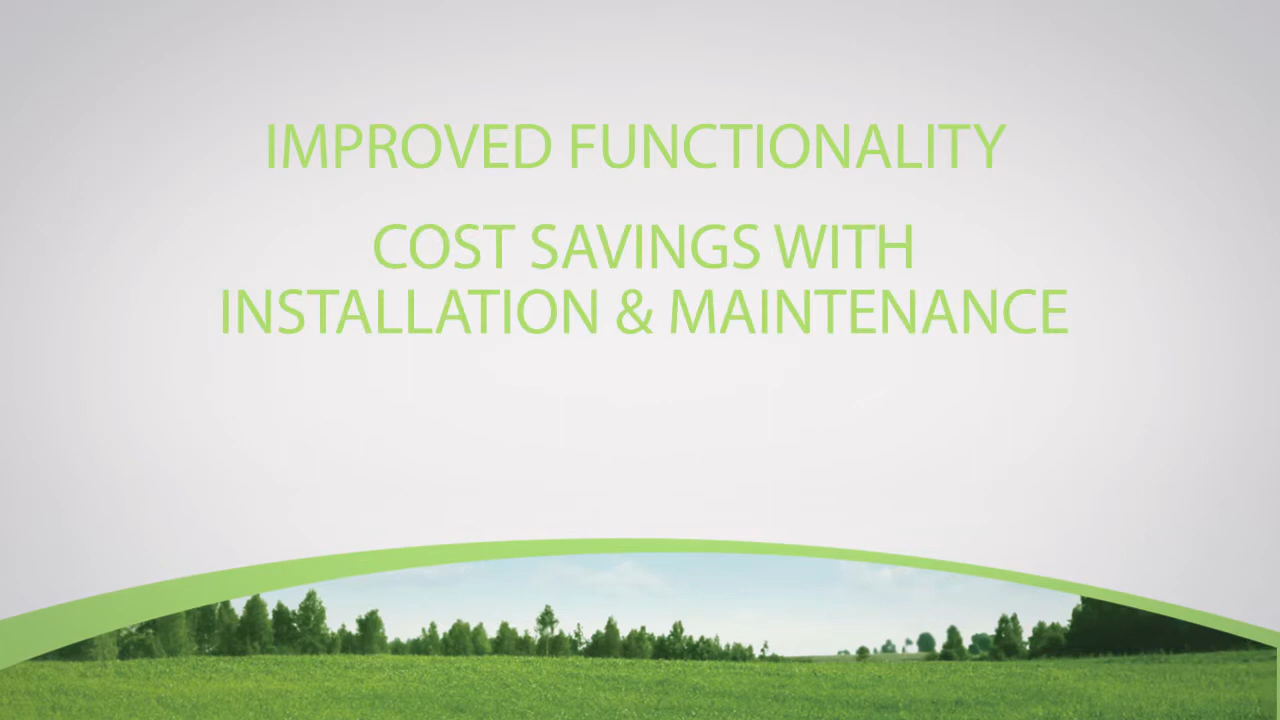 IMPROVED FUNCTIONALITY
COST SAVINGS WITH
INSTALLATION & MAINTENANCE